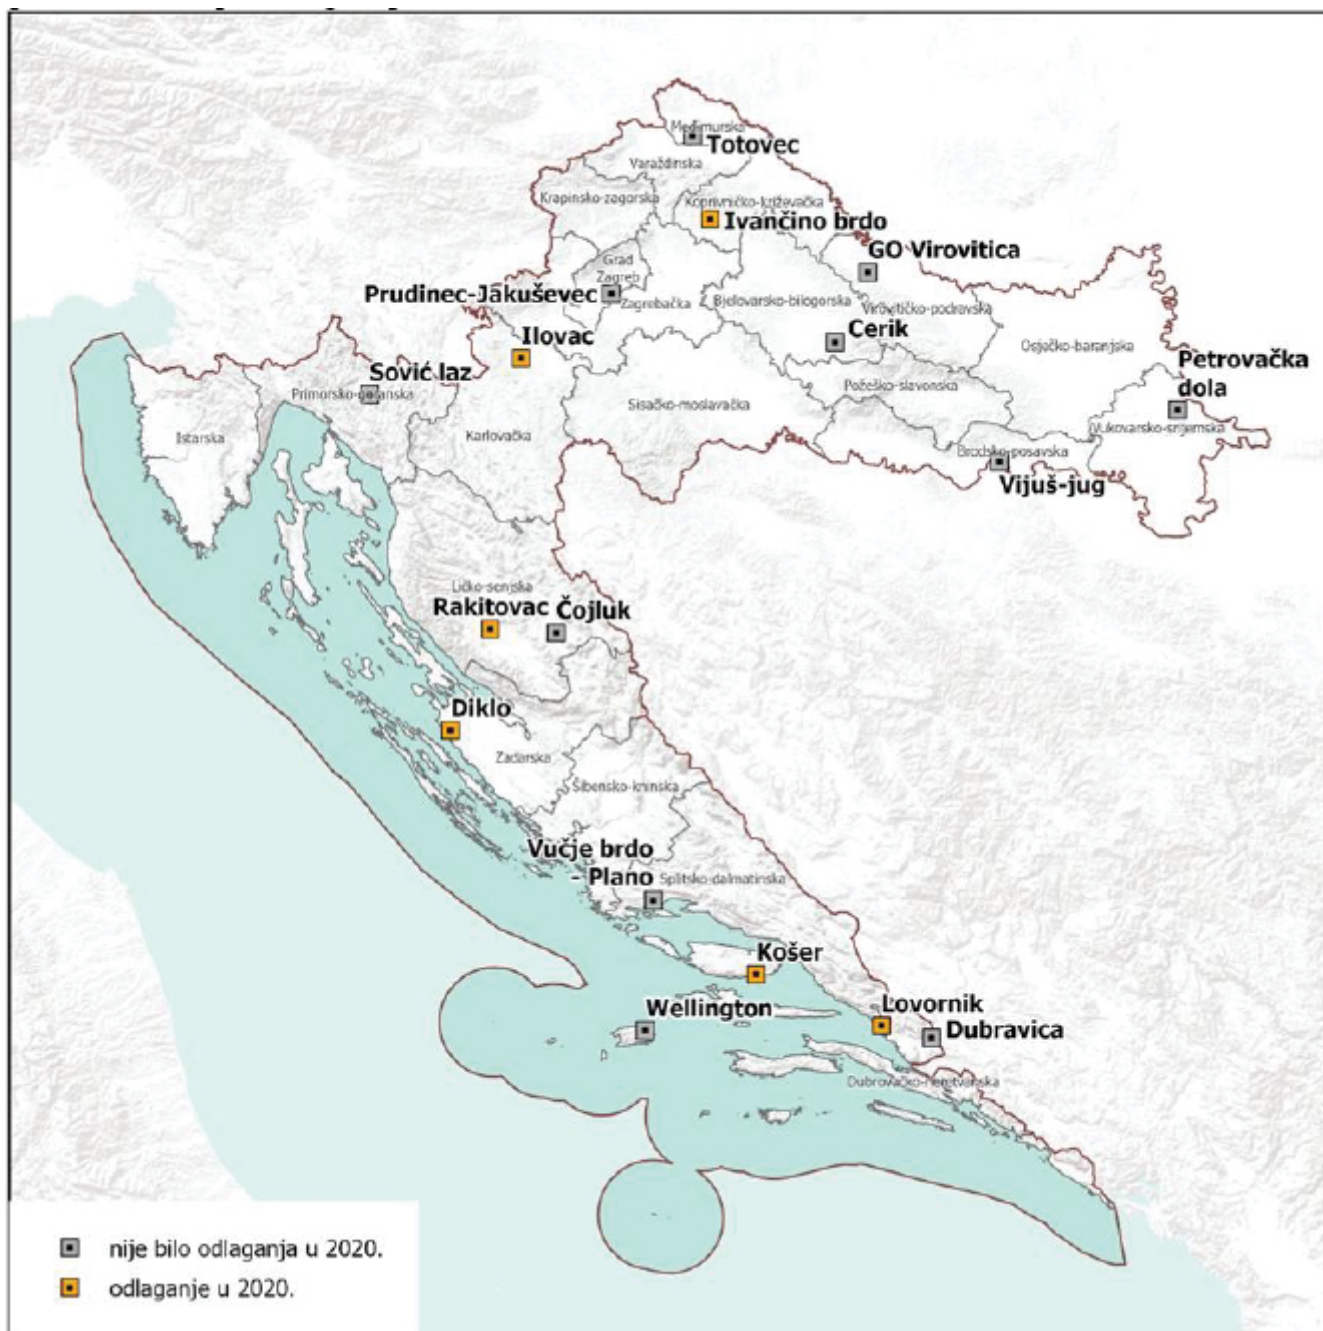 Međimurska
Totovec
Varaždinska
Krapinsko-zagorska
Koprivničko-križevačka
Ivančino brdo
GO Virovitica
Grad
Zagreb
Prudinec-Jakuševec
Zagrebačka
Bjelovarsko-bilogorska
Virovitičko-podravska
Cerik
Osječko-baranjska
Ilovac
Petrovačka
dola
Sović laz
Primorsko-goranska
Požeško-slavonska
Sisačko-moslavačka
Istarska
Karlovačka
Vukovarsko-srijemska
Brodsko-posavska
Vijuš-jug
Ličko-senjska
Rakitovac
Čojluk
Diklo
Zadarska
Šibensko-kninska
Vučje brdo
- Plano
Splitsko-dalmatinska
Košer
Wellington
Lovornik
Dubravica
Dubrovačko-neretvanska
nije bilo odlaganja u 2020.
odlaganje u 2020.